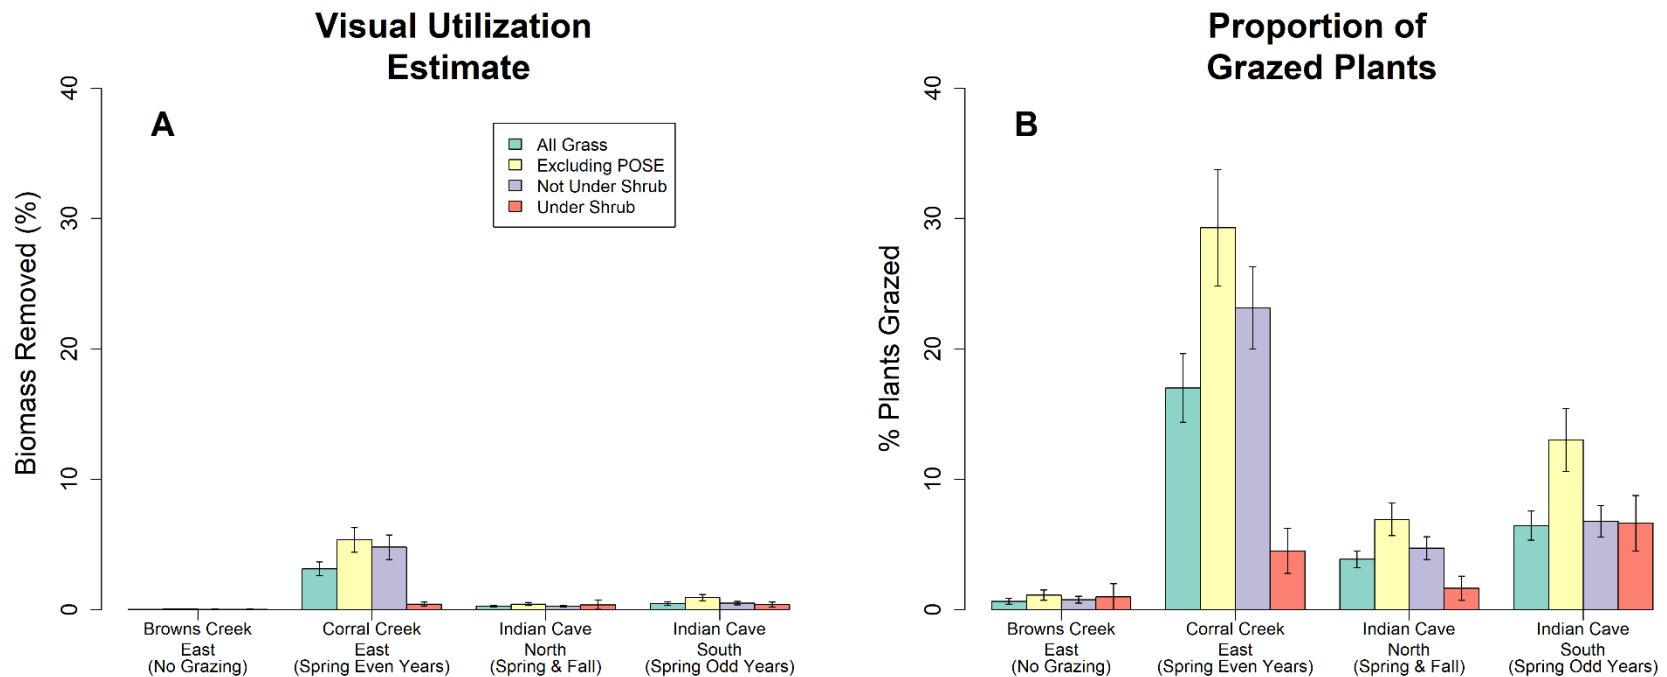 Visual Utilization
Estimate
A
All Grass
Excluding POSE
Not Under Shrub
Under Shrub
Biomass Removed (%)
40
30
20
10
0
Browns Creek
East
(No Grazing)
Corral Creek
East
(Spring Even Years)
Indian Cave
North
(Spring & Fall)
Indian Cave
South
(Spring Odd Years)
Proportion of
Grazed Plants
B
% Plants Grazed
40
30
20
10
0
Browns Creek
East
(No Grazing)
Corral Creek
East
(Spring Even Years)
Indian Cave
North
(Spring & Fall)
Indian Cave
South
(Spring Odd Years)